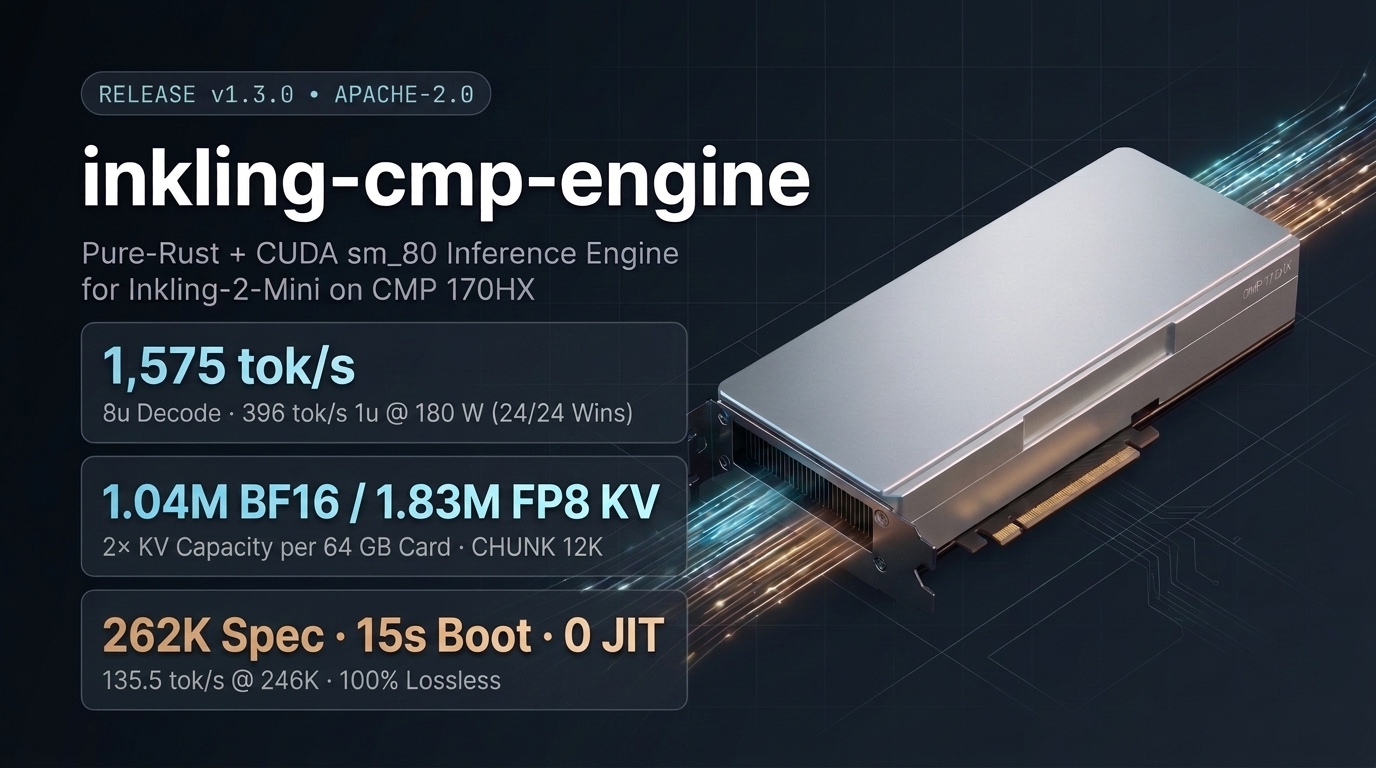 RELEASE v1.3.0 • APACHE-2.0
inkling-cmp-engine
Pure-Rust + CUDA sm_80 Inference Engine
for Inkling-2-Mini on CMP 170HX
1,575 tok/s
8u Decode · 396 tok/s 1u @ 180 W (24/24 Wins)
1.04M BF16 / 1.83M FP8 KV
2× KV Capacity per 64 GB Card · CHUNK 12K
262K Spec · 15s Boot · 0 JIT
135.5 tok/s @ 246K · 100% Lossless